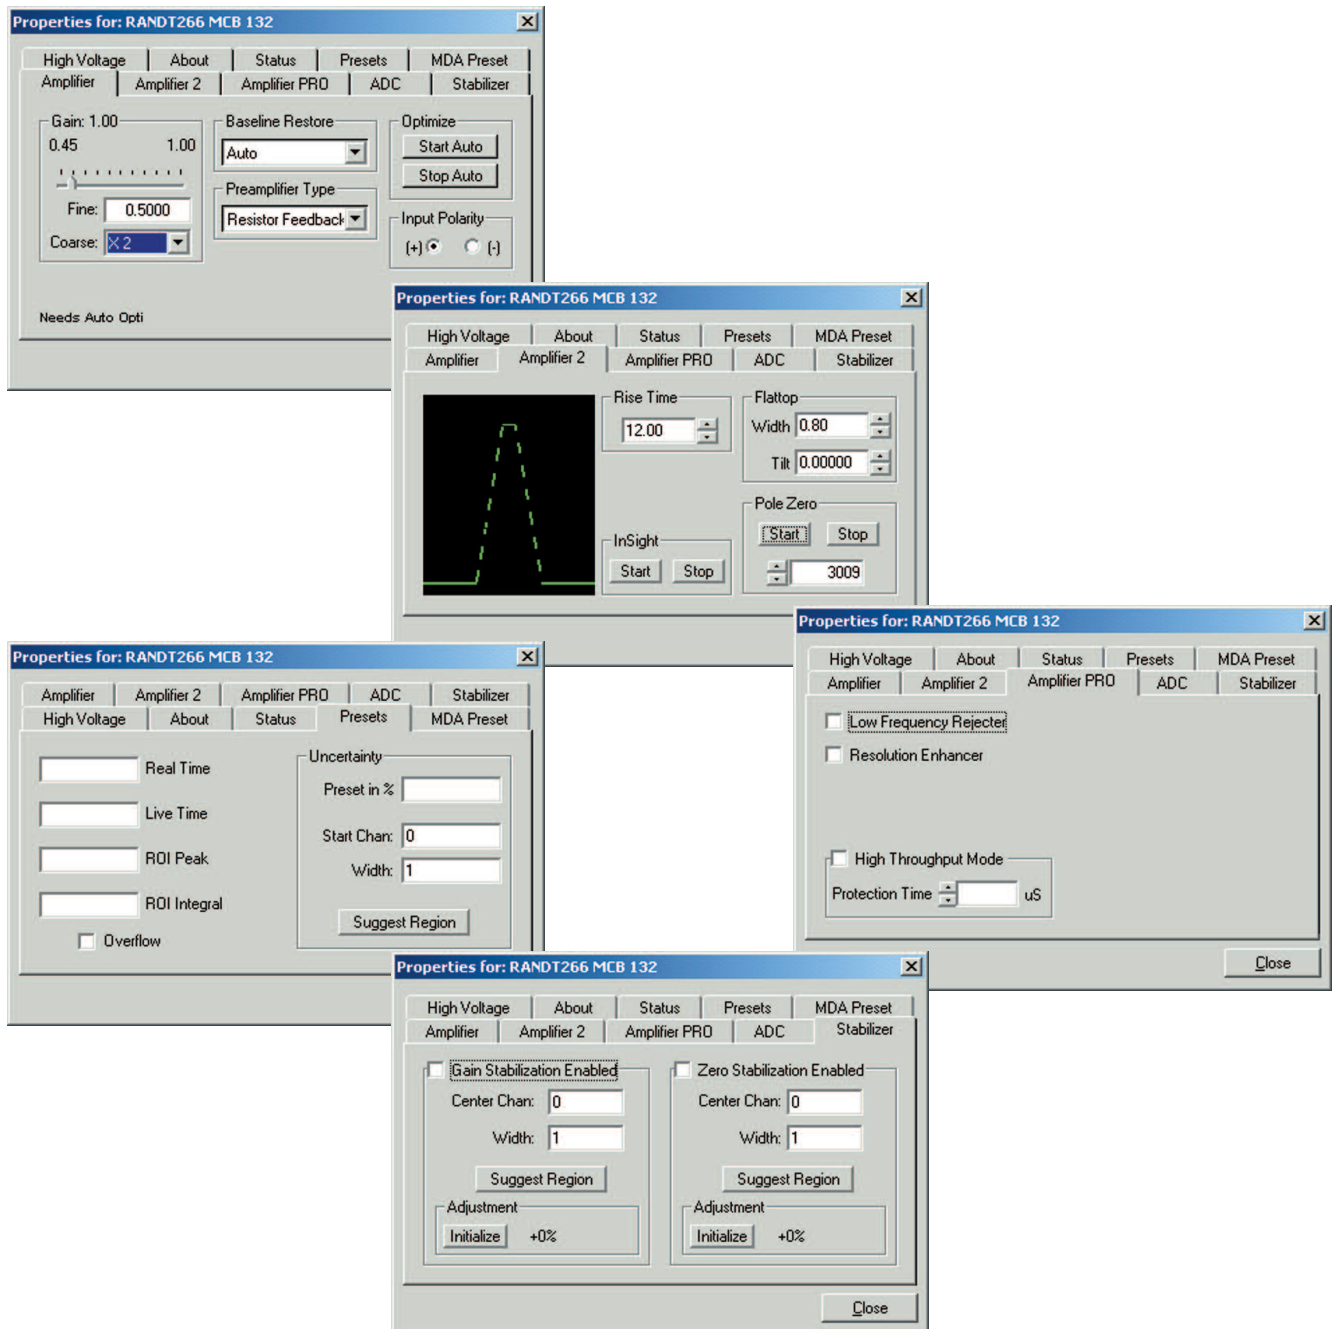 Properties for: RANDT266 MCB 132
High Voltage About Status Presets MDA Preset
Amplifier Amplifier 2 Amplifier PRO ADC Stabilizer
Gain: 1.00
0.45 1.00
Fine: 0.5000
Coarse: X 2
Baseline Restore
Auto
Preamplifier Type
Resistor Feedback
Optimize
Start Auto
Stop Auto
Input Polarity
(+) (-)
Needs Auto Opti
Properties for: RANDT266 MCB 132
High Voltage About Status Presets MDA Preset
Amplifier Amplifier 2 Amplifier PRO ADC Stabilizer
Rise Time
12.00
InSight
Start Stop
Flattop
Width 0.80
Tilt 0.00000
Pole Zero
Start Stop
3009
Properties for: RANDT266 MCB 132
High Voltage About Status Presets MDA Preset
Amplifier Amplifier 2 Amplifier PRO ADC Stabilizer
Low Frequency Rejecter
Resolution Enhancer
High Throughput Mode
Protection Time uS
Close
Properties for: RANDT266 MCB 132
Amplifier Amplifier 2 Amplifier PRO ADC Stabilizer
High Voltage About Status Presets MDA Preset
Real Time
Live Time
ROI Peak
ROI Integral
Overflow
Uncertainty
Preset in %
Start Chan: 0
Width: 1
Suggest Region
Properties for: RANDT266 MCB 132
High Voltage About Status Presets MDA Preset
Amplifier Amplifier 2 Amplifier PRO ADC Stabilizer
Gain Stabilization Enabled
Center Chan: 0
Width: 1
Suggest Region
Adjustment
Initialize +0%
Zero Stabilization Enabled
Center Chan: 0
Width: 1
Suggest Region
Adjustment
Initialize +0%
Close